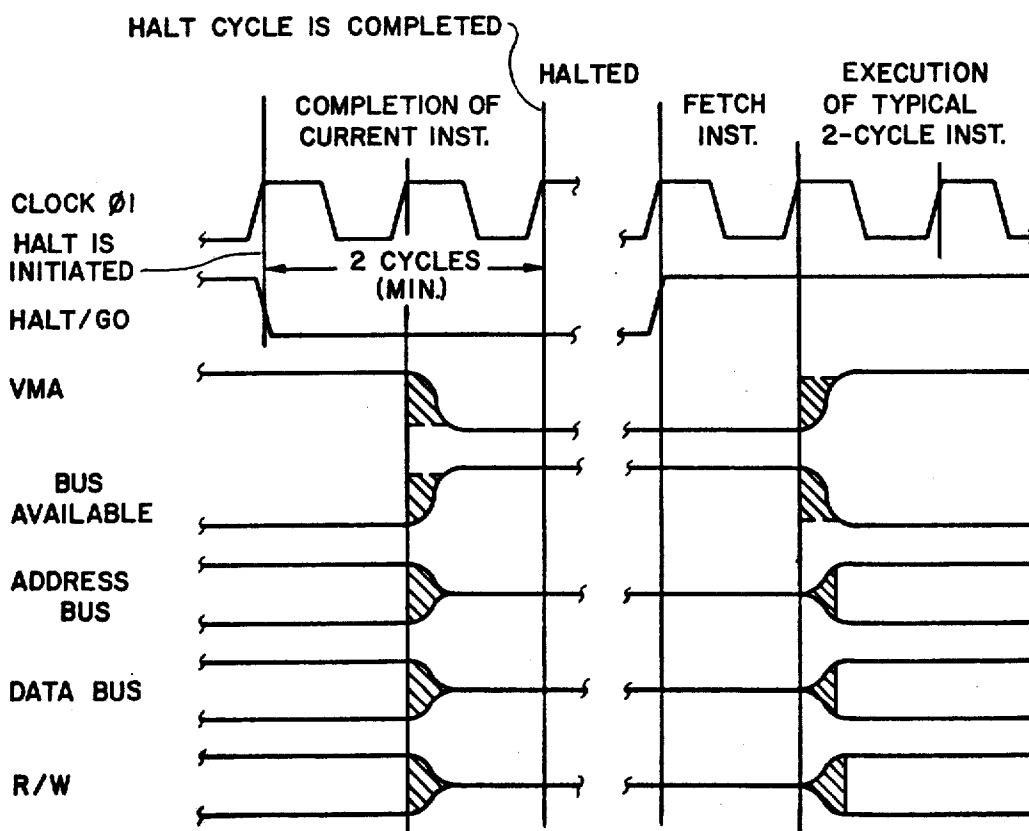 HALT CYCLE IS COMPLETED
HALTED
EXECUTION
OF TYPICAL
2-CYCLE INST.
COMPLETION OF
CURRENT INST.
FETCH
INST.
CLOCK Ø1
HALT IS
INITIATED
2 CYCLES
(MIN.)
HALT/GO
VMA
BUS
AVAILABLE
ADDRESS
BUS
DATA BUS
R/W